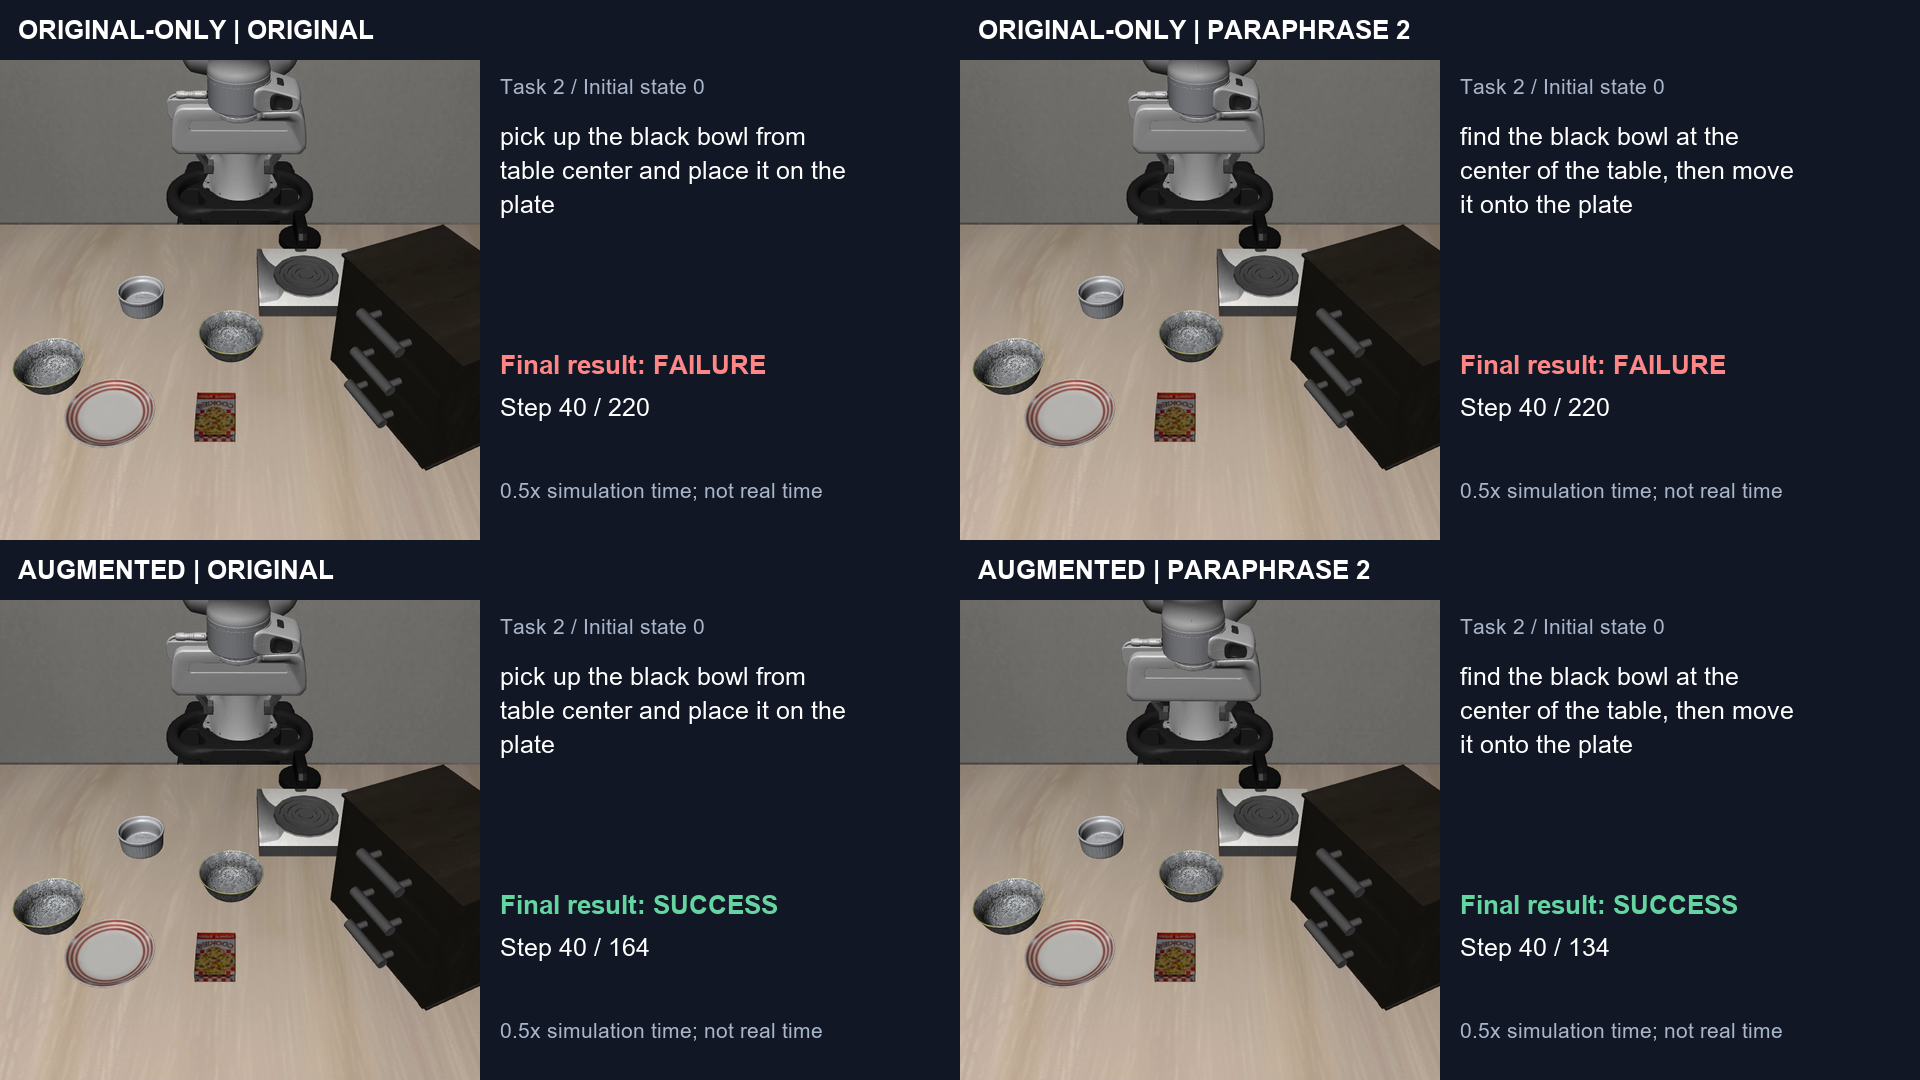 ORIGINAL-ONLY | ORIGINAL
Task 2 / Initial state 0
pick up the black bowl from
table center and place it on the
plate
Final result: FAILURE
Step 40 / 220
0.5x simulation time; not real time
ORIGINAL-ONLY | PARAPHRASE 2
Task 2 / Initial state 0
find the black bowl at the
center of the table, then move
it onto the plate
Final result: FAILURE
Step 40 / 220
0.5x simulation time; not real time
AUGMENTED | ORIGINAL
Task 2 / Initial state 0
pick up the black bowl from
table center and place it on the
plate
Final result: SUCCESS
Step 40 / 164
0.5x simulation time; not real time
AUGMENTED | PARAPHRASE 2
Task 2 / Initial state 0
find the black bowl at the
center of the table, then move
it onto the plate
Final result: SUCCESS
Step 40 / 134
0.5x simulation time; not real time